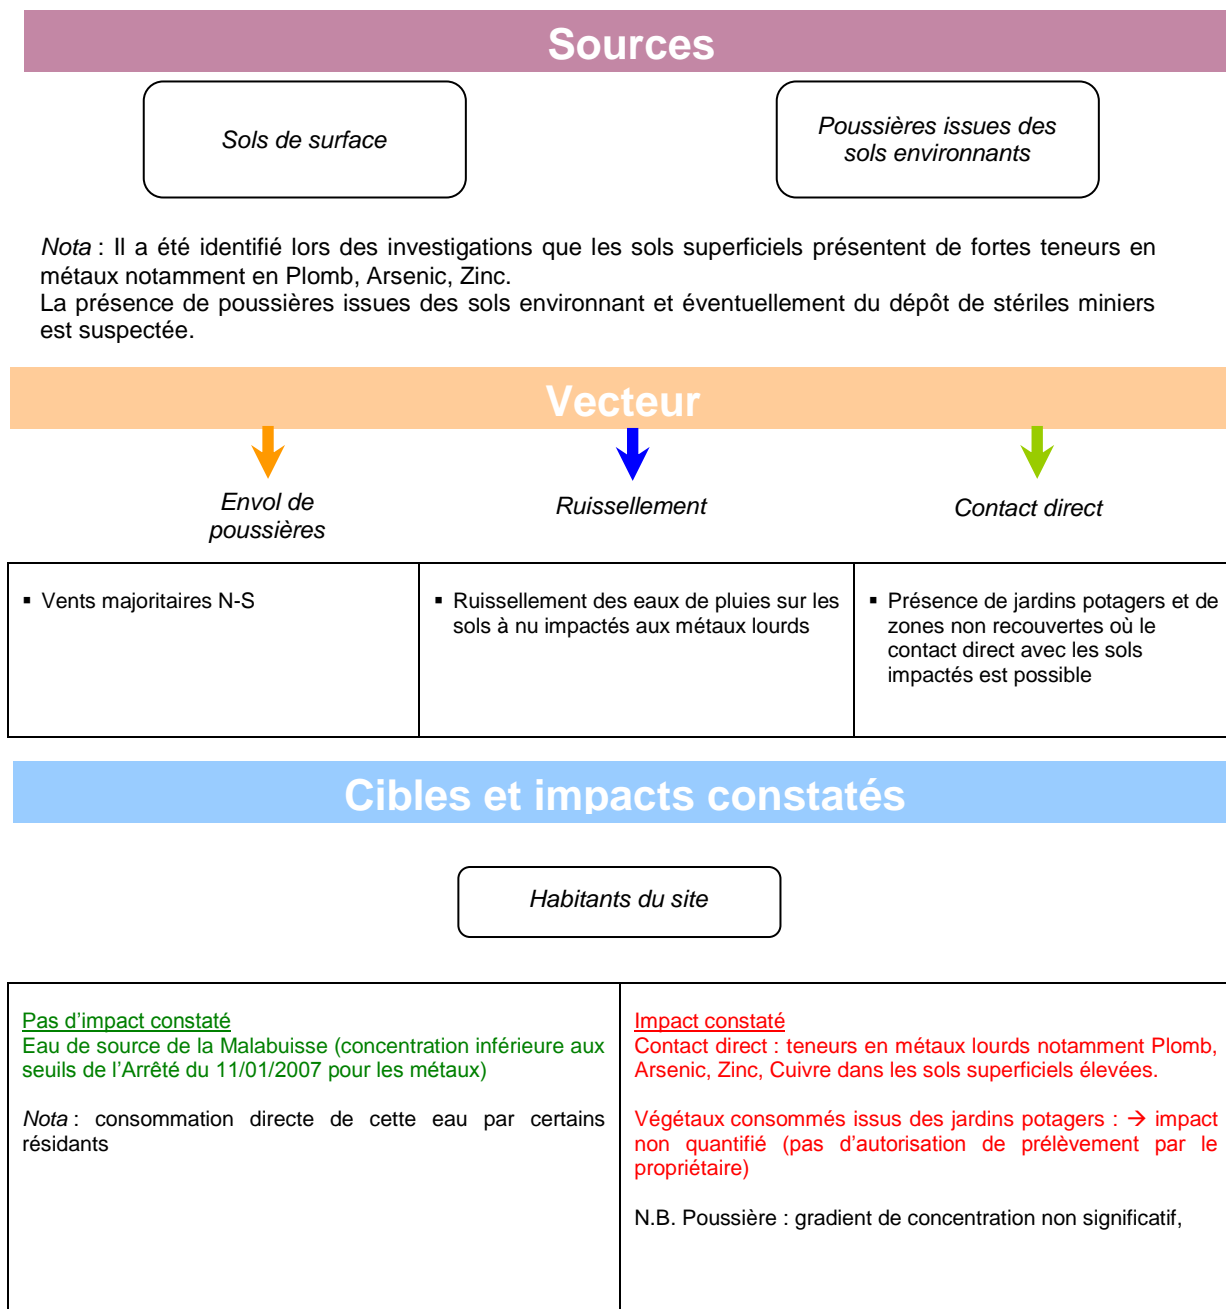 Sources
Sols de surface
Poussières issues des
sols environnants
Nota : Il a été identifié lors des investigations que les sols superficiels présentent de fortes teneurs en
métaux notamment en Plomb, Arsenic, Zinc.
La présence de poussières issues des sols environnant et éventuellement du dépôt de stériles miniers
est suspectée.
Vecteur
Envol de
poussières
Ruissellement
Contact direct
▪ Vents majoritaires N-S
▪ Ruissellement des eaux de pluies sur les
sols à nu impactés aux métaux lourds
▪ Présence de jardins potagers et de
zones non recouvertes où le
contact direct avec les sols
impactés est possible
Cibles et impacts constatés
Habitants du site
Pas d'impact constaté
Eau de source de la Malabuisse (concentration inférieure aux
seuils de l'Arrêté du 11/01/2007 pour les métaux)
Nota : consommation directe de cette eau par certains
résidants
Impact constaté
Contact direct : teneurs en métaux lourds notamment Plomb,
Arsenic, Zinc, Cuivre dans les sols superficiels élevées.
Végétaux consommés issus des jardins potagers : → impact
non quantifié (pas d'autorisation de prélèvement par le
propriétaire)
N.B. Poussière : gradient de concentration non significatif,